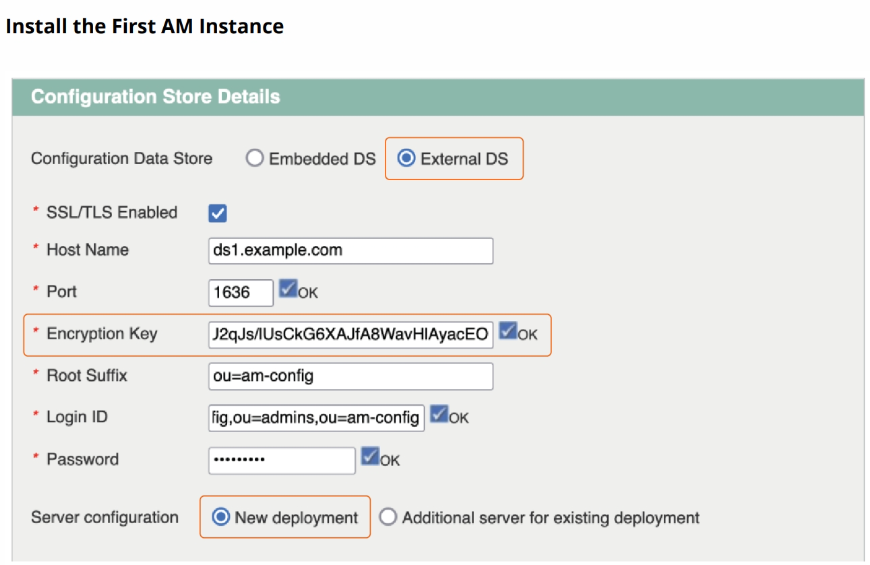 Install the First AM Instance
Configuration Store Details
Configuration Data Store Embedded DS External DS
* SSL/TLS Enabled
* Host Name ds1.example.com
* Port 1636 OK
* Encryption Key J2qJs/IUsCkG6XAJfA8WavHIAyacEO OK
* Root Suffix ou=am-config
* Login ID fig,ou=admins,ou=am-config OK
* Password ••••••••• OK
Server configuration New deployment Additional server for existing deployment